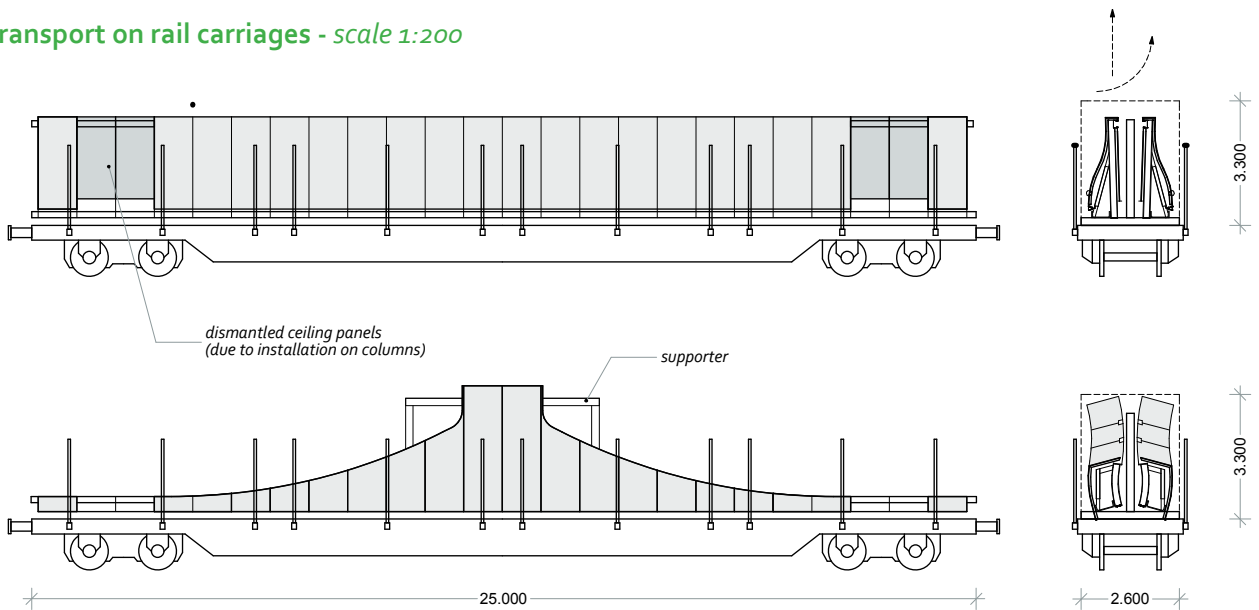 ransport on rail carriages - scale 1:200
3.300
dismantled ceiling panels
(due to installation on columns)
supporter
3.300
25.000
2.600